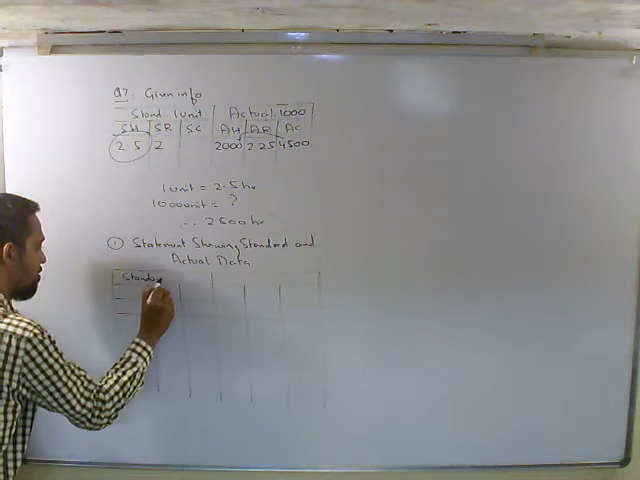 Q7: Given info
Stand: 1 unit Actual: 1000
SH SR SC AH AR AC
2.5 2 2000 2.25 4500
1 unit = 2.5 hr
1000 unit = ?
∴ 2500 hr
① Statement Showing Standard and
Actual Data
Standa